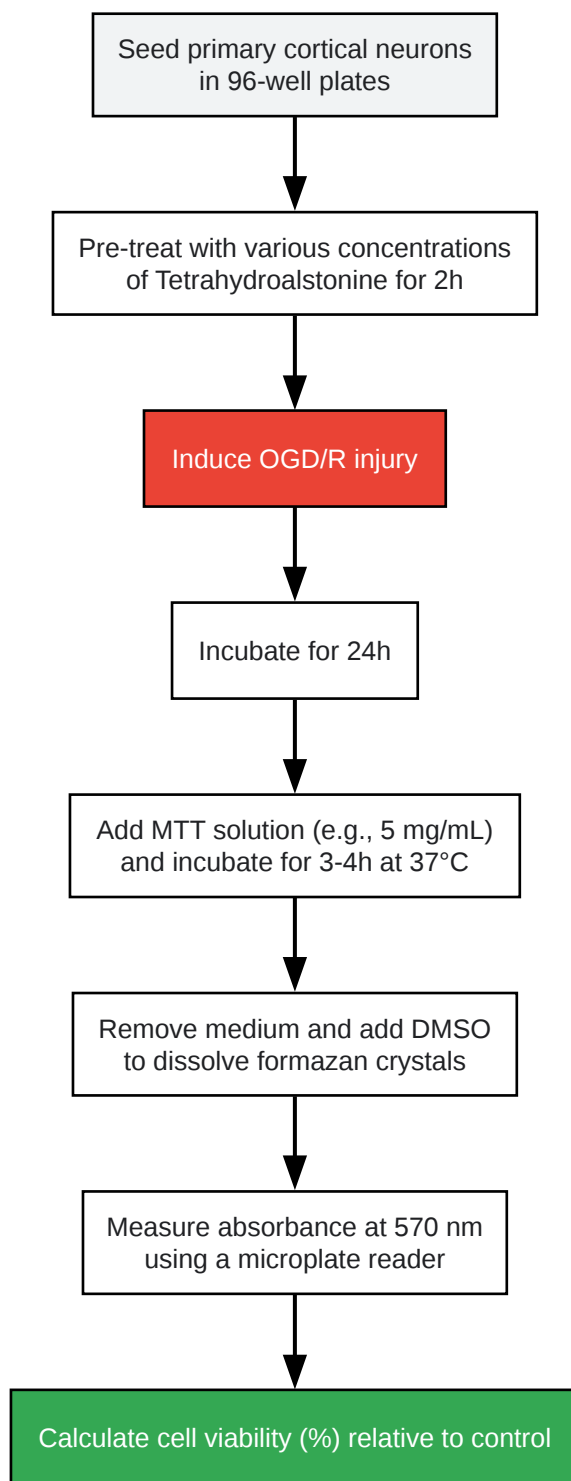 Seed primary cortical neurons
in 96-well plates
Pre-treat with various concentrations
of Tetrahydroalstonine for 2h
Induce OGD/R injury
Incubate for 24h
Add MTT solution (e.g., 5 mg/mL)
and incubate for 3-4h at 37°C
Remove medium and add DMSO
to dissolve formazan crystals
Measure absorbance at 570 nm
using a microplate reader
Calculate cell viability (%) relative to control